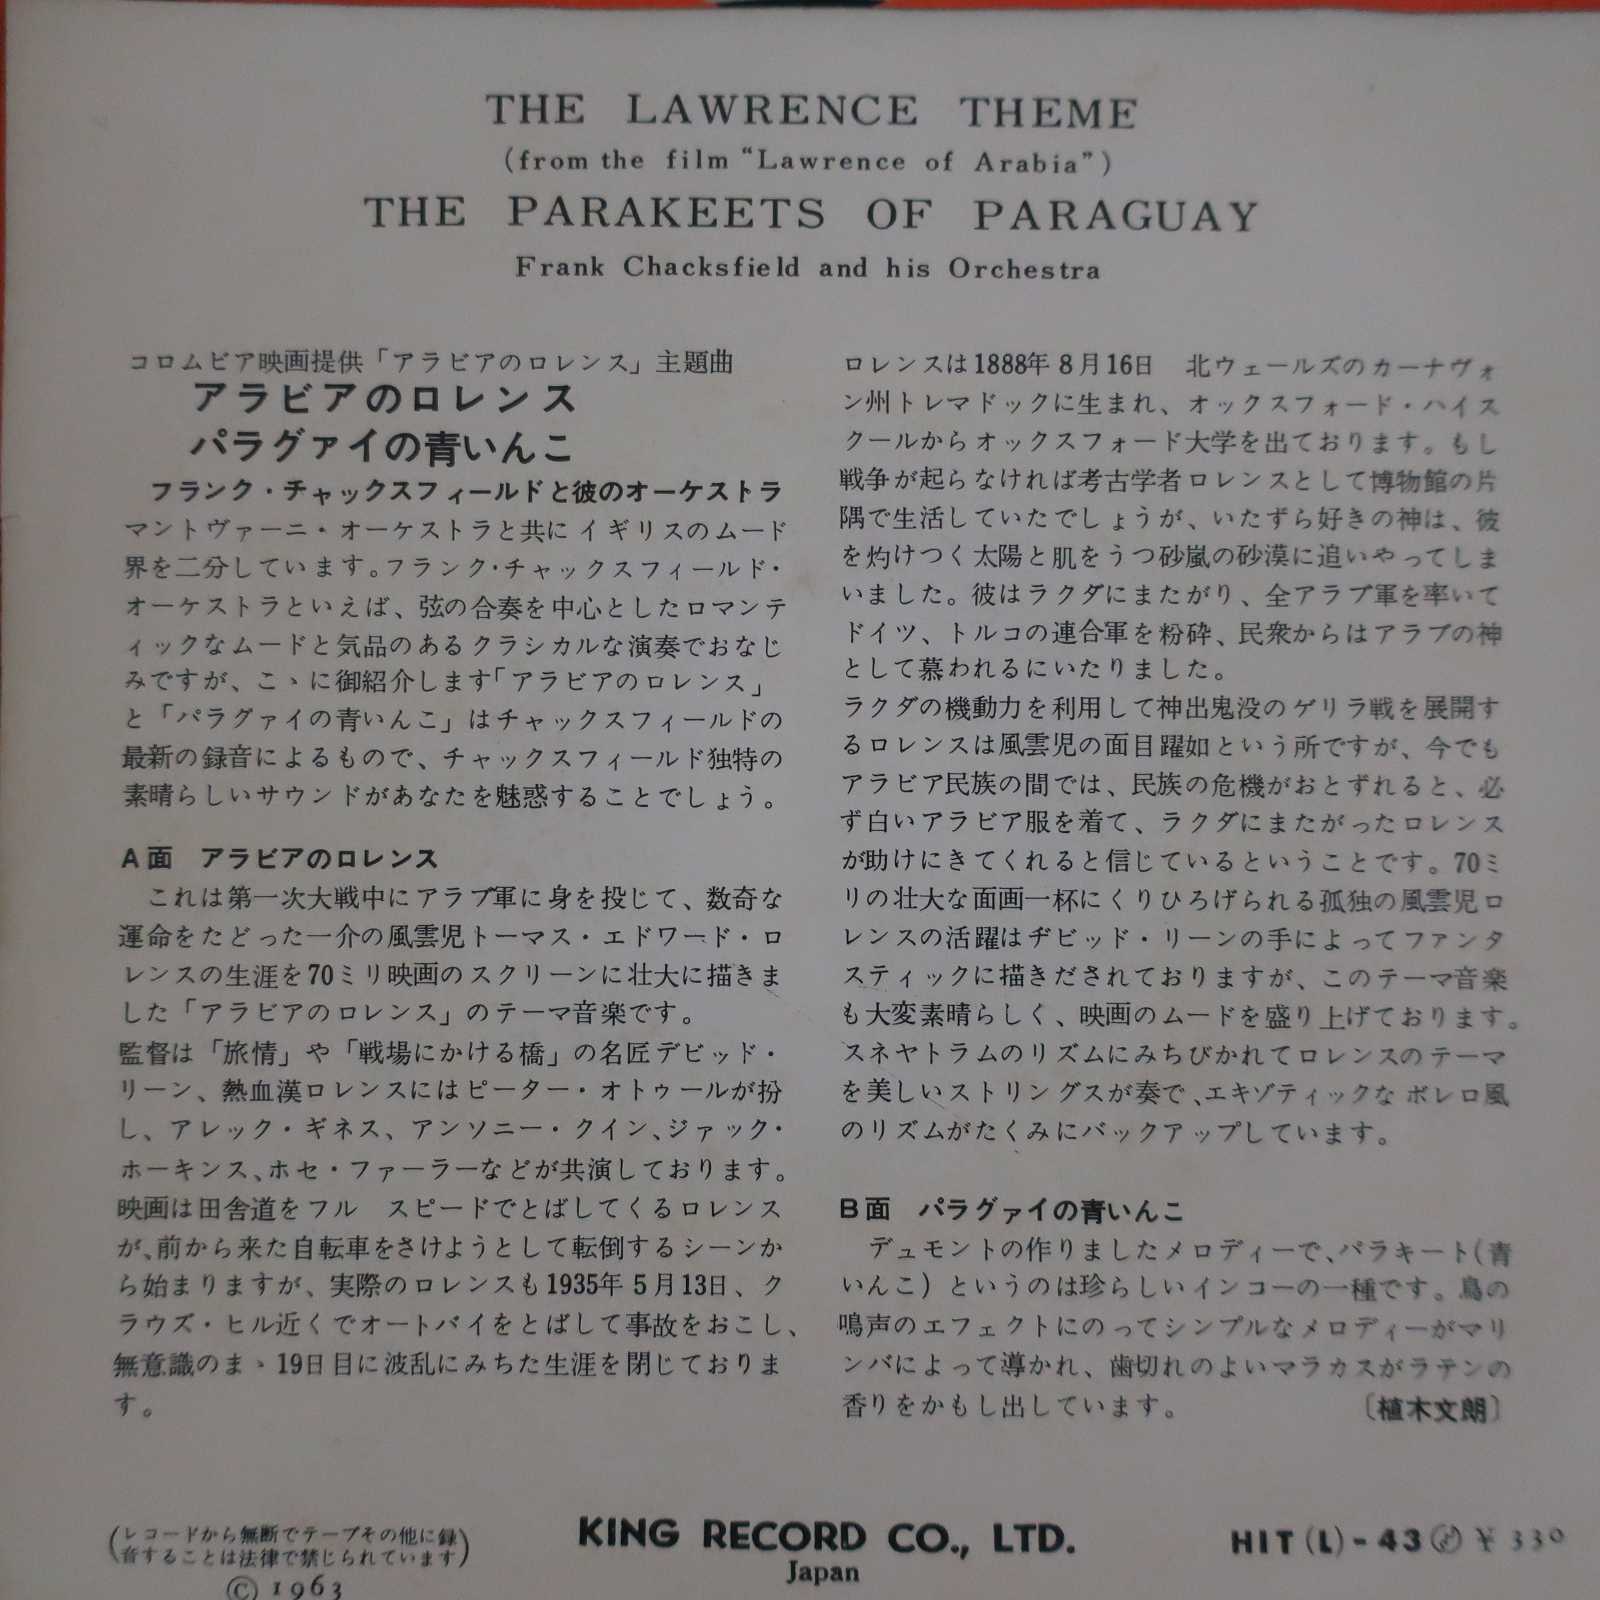 THE LAWRENCE THEME
(from the film "Lawrence of Arabia")
THE PARAKEETS OF PARAGUAY
Frank Chacksfield and his Orchestra
コロムビア映画提供「アラビアのロレンス」主題曲
アラビアのロレンス
パラグァイの青いんこ
フランク・チャックスフィールドと彼のオーケストラ
マントヴァーニ・オーケストラと共にイギリスのムード
界を二分しています。フランク・チャックスフィールド・
オーケストラといえば、弦の合奏を中心としたロマンテ
ィックなムードと気品のあるクラシカルな演奏でおなじ
みですが、こゝに御紹介します「アラビアのロレンス」
と「パラグァイの青いんこ」はチャックスフィールドの
最新の録音によるもので、チャックスフィールド独特の
素晴らしいサウンドがあなたを魅惑することでしょう。
A面 アラビアのロレンス
これは第一次大戦中にアラブ軍に身を投じて、数奇な
運命をたどった一介の風雲児トーマス・エドワード・ロ
レンスの生涯を70ミリ映画のスクリーンに壮大に描きま
した「アラビアのロレンス」のテーマ音楽です。
監督は「旅情」や「戦場にかける橋」の名匠デビッド・
リーン、熱血漢ロレンスにはピーター・オトゥールが扮
し、アレック・ギネス、アンソニー・クイン、ジァック・
ホーキンス、ホセ・ファーラーなどが共演しております。
映画は田舎道をフル スピードでとばしてくるロレンス
が、前から来た自転車をさけようとして転倒するシーンか
ら始まりますが、実際のロレンスも1935年5月13日、ク
ラウズ・ヒル近くでオートバイをとばして事故をおこし、
無意識のまゝ19日目に波乱にみちた生涯を閉じておりま
す。
ロレンスは1888年8月16日 北ウェールズのカーナヴォ
ン州トレマドックに生まれ、オックスフォード・ハイス
クールからオックスフォード大学を出ております。もし
戦争が起らなければ考古学者ロレンスとして博物館の片
隅で生活していたでしょうが、いたずら好きの神は、彼
を灼けつく太陽と肌をうつ砂嵐の砂漠に追いやってしま
いました。彼はラクダにまたがり、全アラブ軍を率いて
ドイツ、トルコの連合軍を粉砕、民衆からはアラブの神
として慕われるにいたりました。
ラクダの機動力を利用して神出鬼没のゲリラ戦を展開す
るロレンスは風雲児の面目躍如という所ですが、今でも
アラビア民族の間では、民族の危機がおとずれると、必
ず白いアラビア服を着て、ラクダにまたがったロレンス
が助けにきてくれると信じているということです。70ミ
リの壮大な面画一杯にくりひろげられる孤独の風雲児ロ
レンスの活躍はヂビッド・リーンの手によってファンタ
スティックに描きだされておりますが、このテーマ音楽
も大変素晴らしく、映画のムードを盛り上げております。
スネヤトラムのリズムにみちびかれてロレンスのテーマ
を美しいストリングスが奏で、エキゾティックなボレロ風
のリズムがたくみにバックアップしています。
B面 パラグァイの青いんこ
デュモントの作りましたメロディーで、パラキート(青
いんこ)というのは珍らしいインコーの一種です。鳥の
鳴声のエフェクトにのってシンプルなメロディーがマリ
ンバによって導かれ、歯切れのよいマラカスがラテンの
香りをかもし出しています。 〔植木文朗〕
(レコードから無断でテープその他に録
音することは法律で禁じられています)
© 1963
KING RECORD CO., LTD.
Japan
HIT(L)-43 ¥330